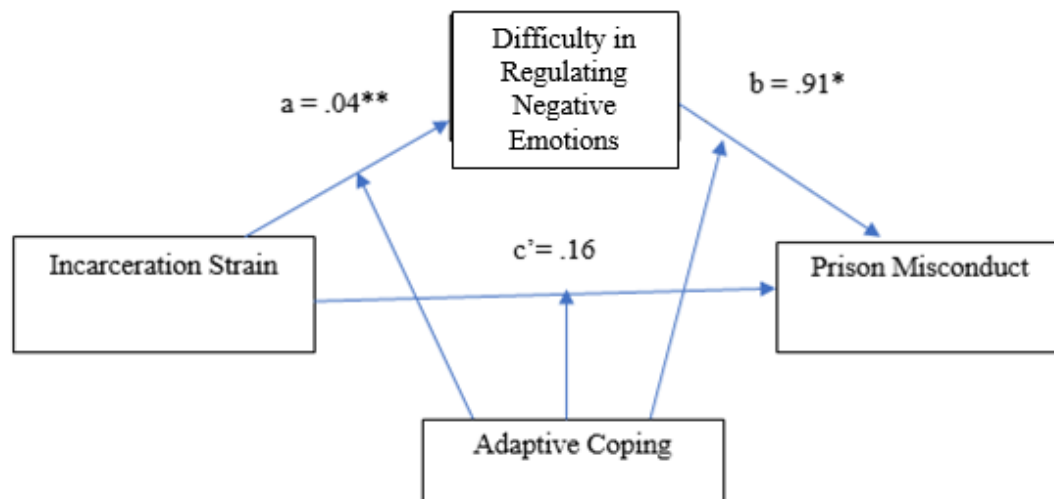 Difficulty in
Regulating
Negative
Emotions
a = .04**
b = .91*
Incarceration Strain
c’= .16
Prison Misconduct
Adaptive Coping